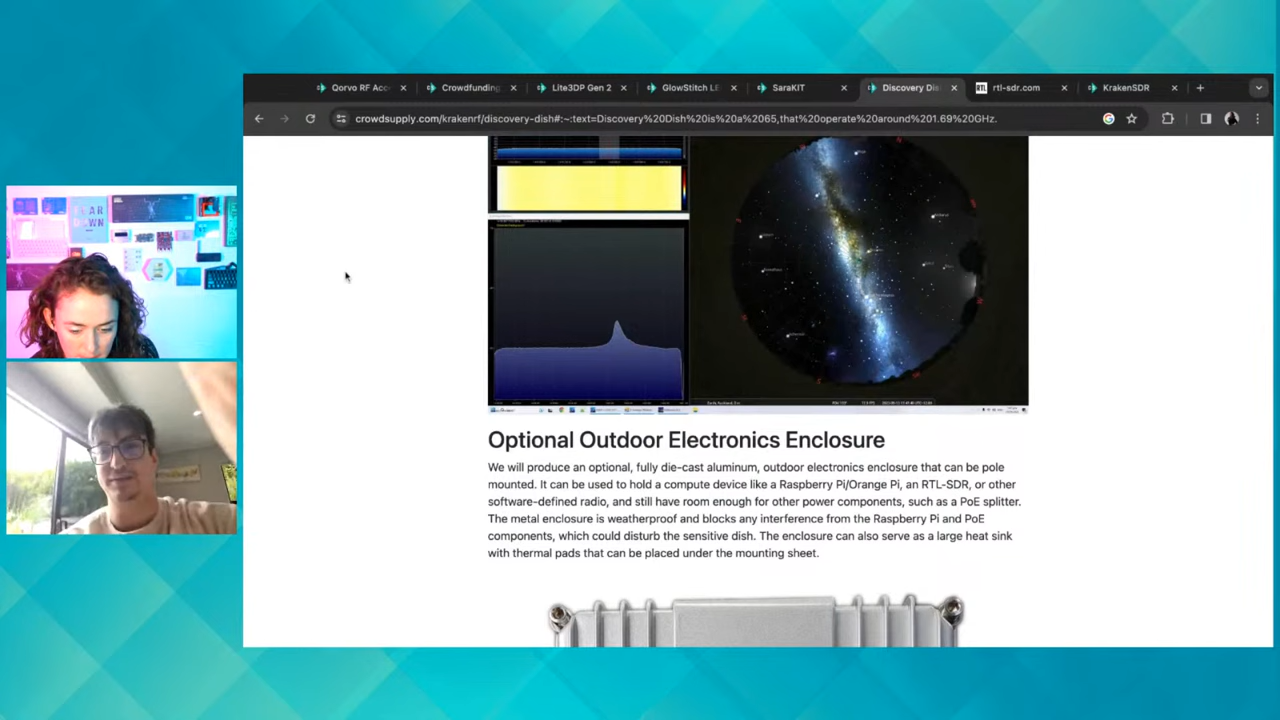 TEAR
DOWN
Qorvo RF Acc
Crowdfunding
Lite3DP Gen 2
GlowStitch LE
SaraKIT
Discovery Dis
RTL
rtl-sdr.com
KrakenSDR
crowdsupply.com/krakenrf/discovery-dish#:~:text=Discovery%20Dish%20is%20a%2065,that%20operate%20around%201.69%20GHz.
Optional Outdoor Electronics Enclosure
We will produce an optional, fully die-cast aluminum, outdoor electronics enclosure that can be pole
mounted. It can be used to hold a compute device like a Raspberry Pi/Orange Pi, an RTL-SDR, or other
software-defined radio, and still have room enough for other power components, such as a PoE splitter.
The metal enclosure is weatherproof and blocks any interference from the Raspberry Pi and PoE
components, which could disturb the sensitive dish. The enclosure can also serve as a large heat sink
with thermal pads that can be placed under the mounting sheet.